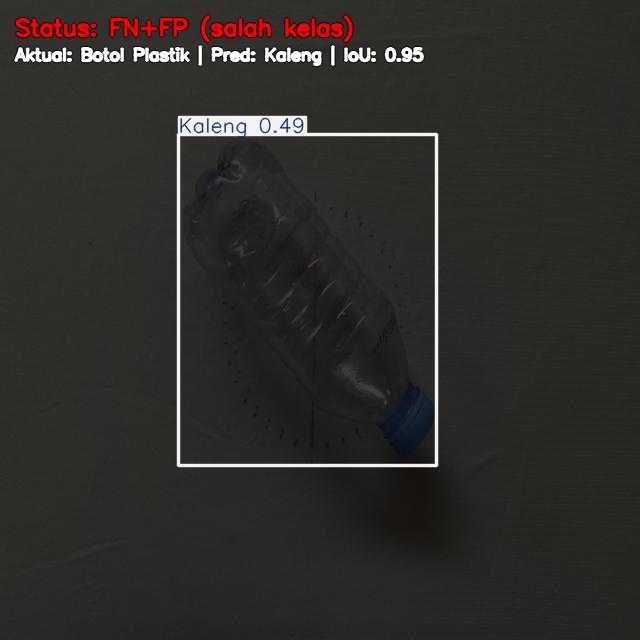 Status: FN+FP (salah kelas)
Aktual: Botol Plastik | Pred: Kaleng | IoU: 0.95
Kaleng 0.49